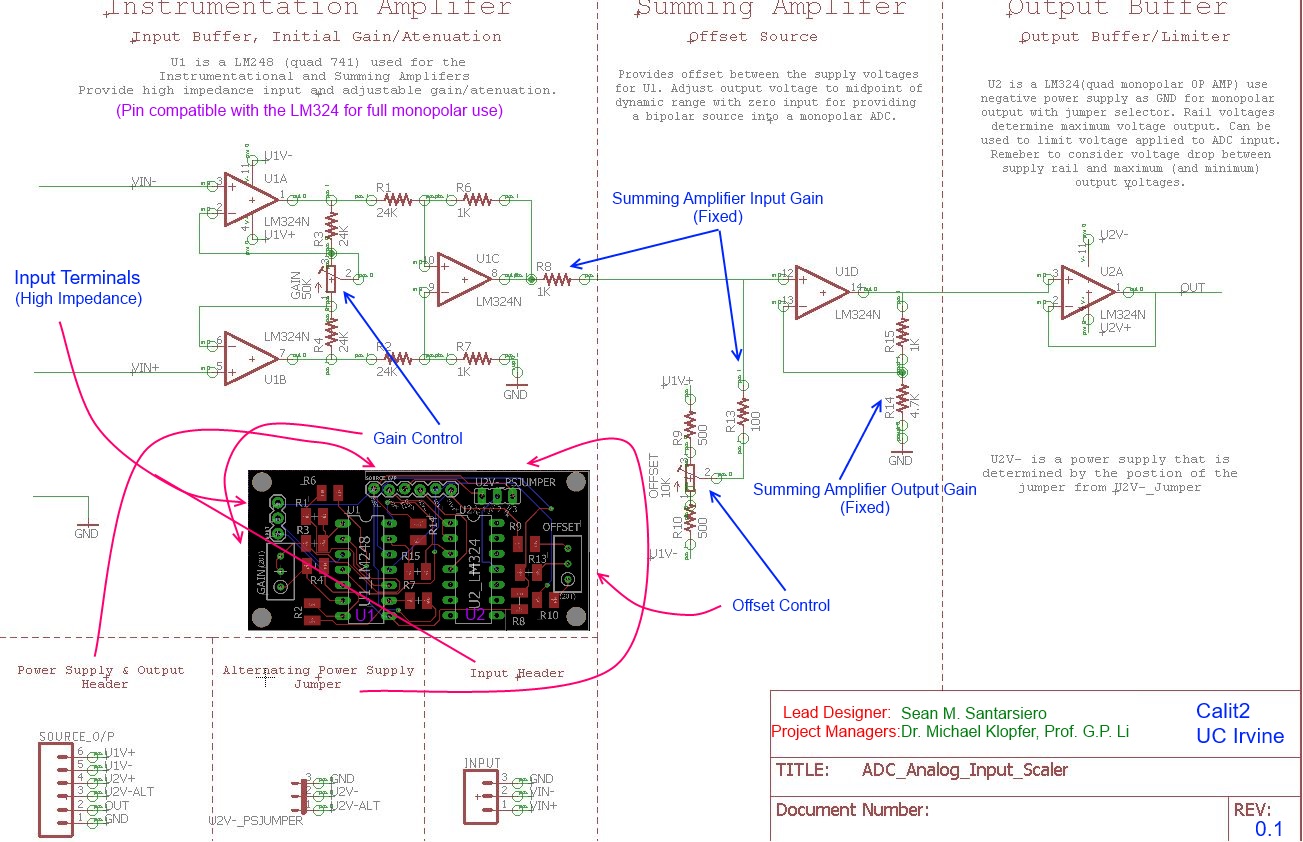 Instrumentation Amplifer
Input Buffer, Initial Gain/Atenuation
U1 is a LM248 (quad 741) used for the
Instrumentational and Summing Amplifers
Provide high impedance input and adjustable gain/atenuation.
(Pin compatible with the LM324 for full monopolar use)
Summing Amplifer
Offset Source
Provides offset between the supply voltages
for U1. Adjust output voltage to midpoint of
dynamic range with zero input for providing
a bipolar source into a monopolar ADC.
Output Buffer
Output Buffer/Limiter
U2 is a LM324(quad monopolar OP AMP) use
negative power supply as GND for monopolar
output with jumper selector. Rail voltages
determine maximum voltage output. Can be
used to limit voltage applied to ADC input.
Remeber to consider voltage drop between
supply rail and maximum (and minimum)
output voltages.
U1V-
VIN-
3
2
11
4
1
U1A
LM324N
U1V+
R1
24K
R6
1K
R3
24K
GAIN
50K
3
2
1
R4
24K
Input Terminals
(High Impedance)
VIN+
6
5
7
LM324N
U1B
R2
24K
R7
1K
GND
10
9
8
U1C
LM324N
R8
1K
Summing Amplifier Input Gain
(Fixed)
12
13
14
U1D
LM324N
R15
1K
R14
4.7K
GND
3
2
11
4
1
U2V-
U2A
LM324N
U2V+
OUT
Gain Control
U1V+
R9
500
R13
100
OFFSET
10K
3
2
1
R10
500
U1V-
Summing Amplifier Output Gain
(Fixed)
Offset Control
U2V- is a power supply that is
determined by the postion of the
jumper from U2V-_Jumper
GND
R6
SOURCE_O/P
U2V-_PSJUMPER
R1
U1
R14
U2
R3
R9
OFFSET
GAIN
(20T)
U1_LM248
R15
U2_LM324
R13
R4
R7
(20T)
R2
U1
U2
R8
R10
Power Supply & Output
Header
Alternating Power Supply
Jumper
Input Header
SOURCE_O/P
6 U1V+
5 U1V-
4 U2V+
3 U2V-ALT
2 OUT
1 GND
3 GND
2 U2V-
1 U2V-ALT
U2V-_PSJUMPER
INPUT
3 GND
2 VIN-
1 VIN+
Lead Designer: Sean M. Santarsiero
Project Managers:Dr. Michael Klopfer, Prof. G.P. Li
Calit2
UC Irvine
TITLE: ADC_Analog_Input_Scaler
Document Number:
REV:
0.1